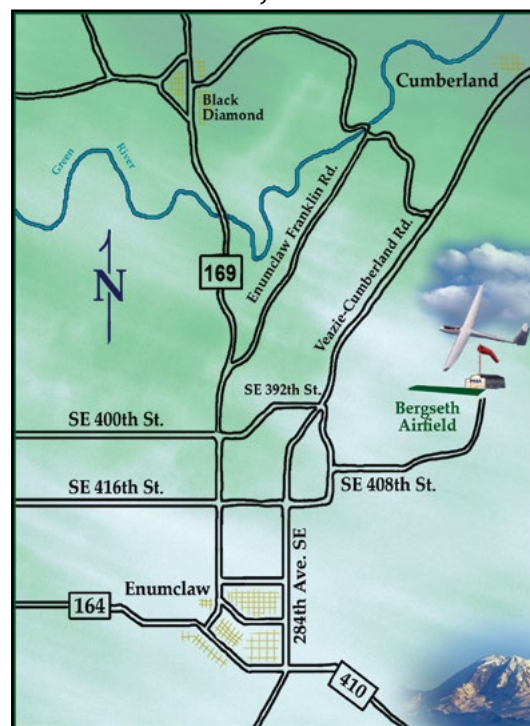 Cumberland
Black
Diamond
Green
River
Enumclaw Franklin Rd.
169
N
Veazie-Cumberland Rd.
SE 392th St.
Bergseth
Airfield
SE 400th St.
SE 416th St.
SE 408th St.
284th Ave. SE
Enumclaw
164
410